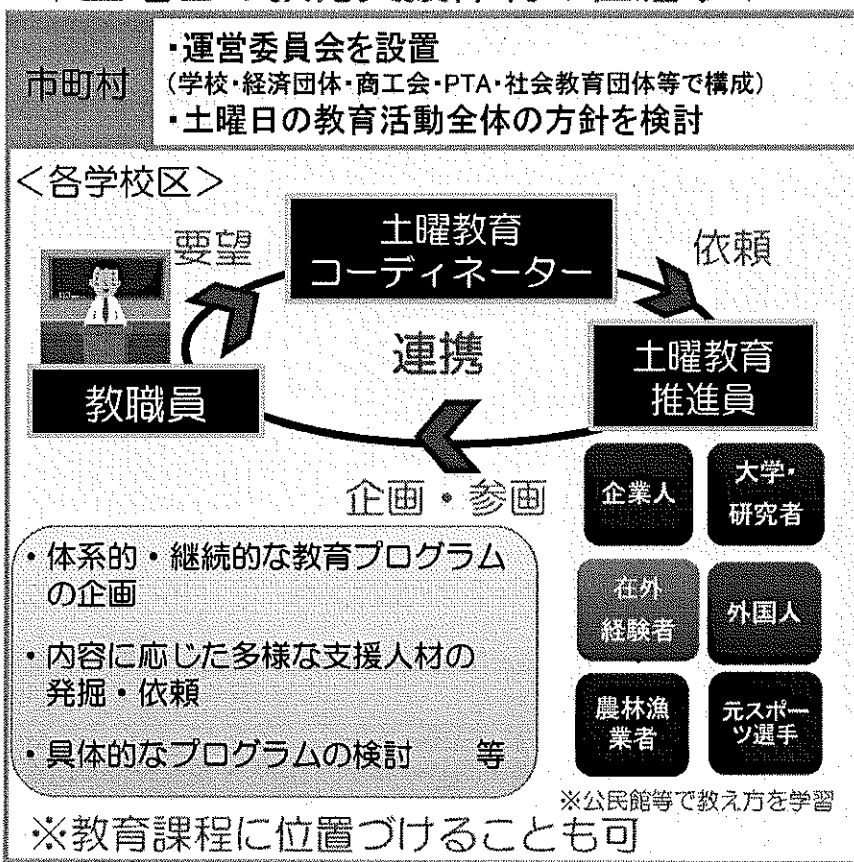 ・運営委員会を設置
市町村
(学校・経済団体・商工会・PTA・社会教育団体等で構成)
・土曜日の教育活動全体の方針を検討
＜各学校区＞
要望
土曜教育
コーディネーター
依頼
連携
教職員
土曜教育
推進員
企画・参画
企業人
大学・
研究者
在外
経験者
外国人
農林漁
業者
元スポー
ツ選手
・体系的・継続的な教育プログラム
の企画
・内容に応じた多様な支援人材の
発掘・依頼
・具体的なプログラムの検討　等
※公民館等で教え方を学習
※教育課程に位置づけることも可